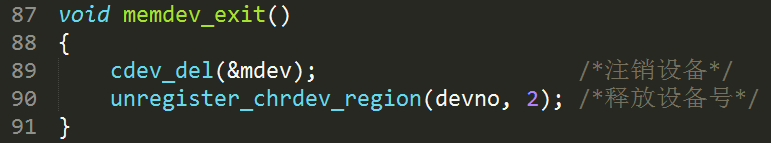 87 void memdev_exit()
88 {
89     cdev_del(&mdev);                   /*注销设备*/
90     unregister_chrdev_region(devno, 2); /*释放设备号*/
91 }